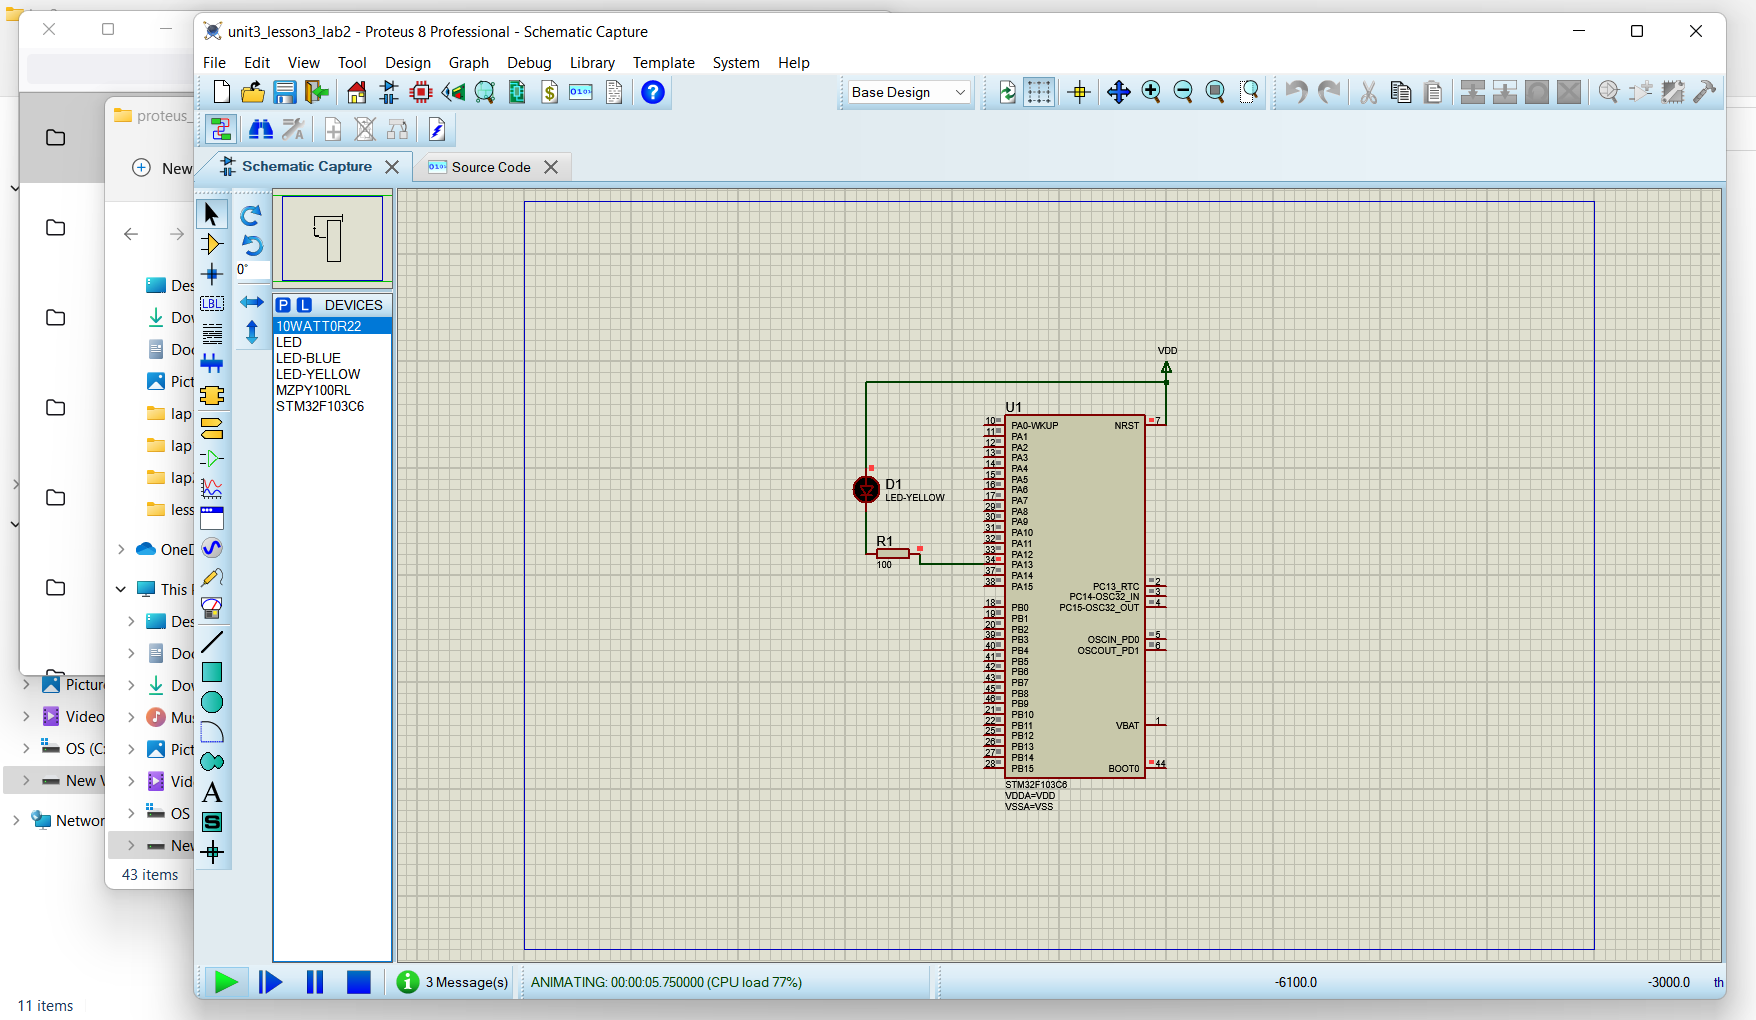 unit3_lesson3_lab2 - Proteus 8 Professional - Schematic Capture
File Edit View Tool Design Graph Debug Library Template System Help
Base Design
Schematic Capture
Source Code
proteus_
New
0°
P L DEVICES
10WATT0R22
LED
LED-BLUE
LED-YELLOW
MZPY100RL
STM32F103C6
LBL
A
S
Des
Dow
Doc
Pict
lap
lap
lap
less
OneD
This
Des
Doc
Dow
Mus
Pict
Vid
OS
Nev
43 items
Picture
Video
OS (C:
New V
Networ
11 items
VDD
U1
D1
LED-YELLOW
R1
100
10 PA0-WKUP
11 PA1
12 PA2
13 PA3
14 PA4
15 PA5
16 PA6
17 PA7
29 PA8
30 PA9
31 PA10
32 PA11
33 PA12
34 PA13
37 PA14
38 PA15
18 PB0
19 PB1
20 PB2
39 PB3
40 PB4
41 PB5
42 PB6
43 PB7
45 PB8
46 PB9
21 PB10
22 PB11
25 PB12
26 PB13
27 PB14
28 PB15
NRST 7
PC13_RTC 2
PC14-OSC32_IN 3
PC15-OSC32_OUT 4
OSCIN_PD0 5
OSCOUT_PD1 6
VBAT 1
BOOT0 44
STM32F103C6
VDDA=VDD
VSSA=VSS
3 Message(s)
ANIMATING: 00:00:05.750000 (CPU load 77%)
-6100.0
-3000.0
th